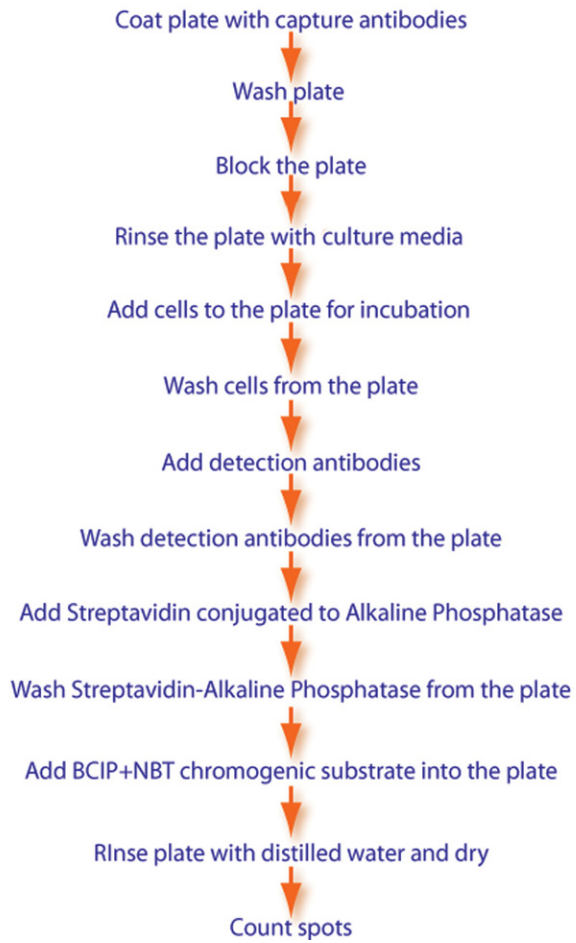 Coat plate with capture antibodies
Wash plate
Block the plate
Rinse the plate with culture media
Add cells to the plate for incubation
Wash cells from the plate
Add detection antibodies
Wash detection antibodies from the plate
Add Streptavidin conjugated to Alkaline Phosphatase
Wash Streptavidin-Alkaline Phosphatase from the plate
Add BCIP+NBT chromogenic substrate into the plate
RInse plate with distilled water and dry
Count spots